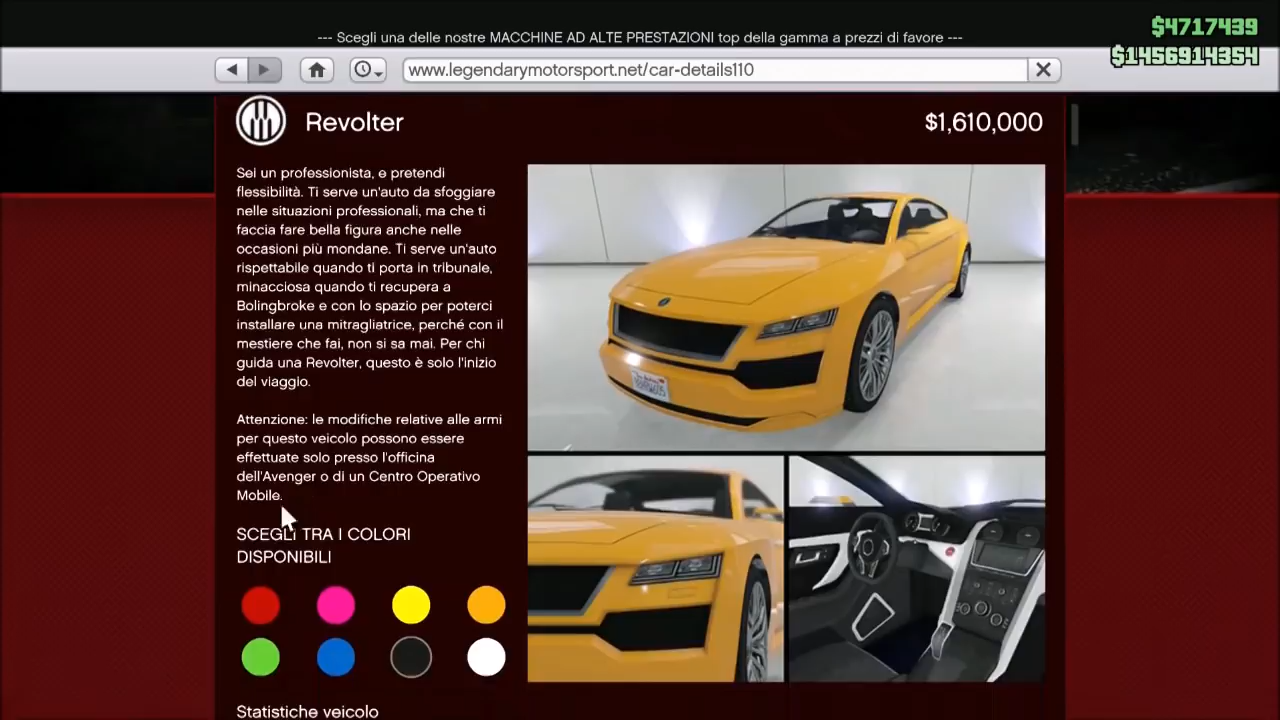 $4717439
--- Scegli una delle nostre MACCHINE AD ALTE PRESTAZIONI top della gamma a prezzi di favore ---
$1456914354
www.legendarymotorsport.net/car-details110
Revolter
$1,610,000
Sei un professionista, e pretendi
flessibilità. Ti serve un'auto da sfoggiare
nelle situazioni professionali, ma che ti
faccia fare bella figura anche nelle
occasioni più mondane. Ti serve un'auto
rispettabile quando ti porta in tribunale,
minacciosa quando ti recupera a
Bolingbroke e con lo spazio per poterci
installare una mitragliatrice, perché con il
mestiere che fai, non si sa mai. Per chi
guida una Revolter, questo è solo l'inizio
del viaggio.
Attenzione: le modifiche relative alle armi
per questo veicolo possono essere
effettuate solo presso l'officina
dell'Avenger o di un Centro Operativo
Mobile.
SCEGLI TRA I COLORI
DISPONIBILI
Statistiche veicolo